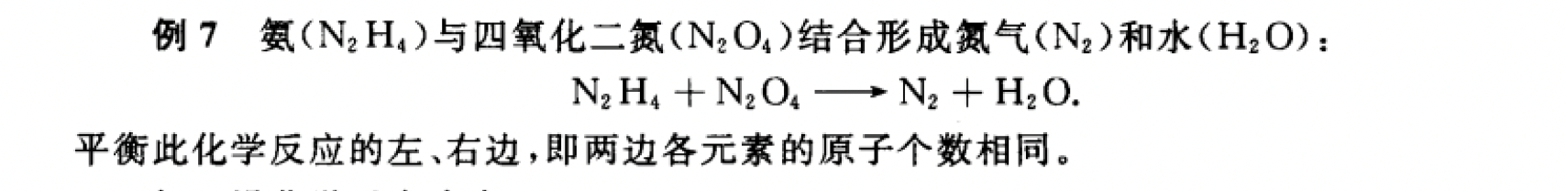 例 7 氨(N₂H₄)与四氧化二氮(N₂O₄)结合形成氮气(N₂)和水(H₂O):
N₂H₄ + N₂O₄ ⟶ N₂ + H₂O.
平衡此化学反应的左、右边,即两边各元素的原子个数相同。